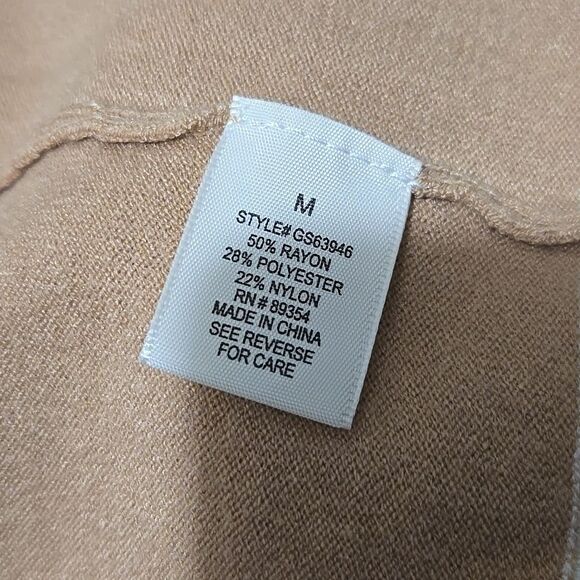 M
STYLE# GS63946
50% RAYON
28% POLYESTER
22% NYLON
RN # 89354
MADE IN CHINA
SEE REVERSE
FOR CARE